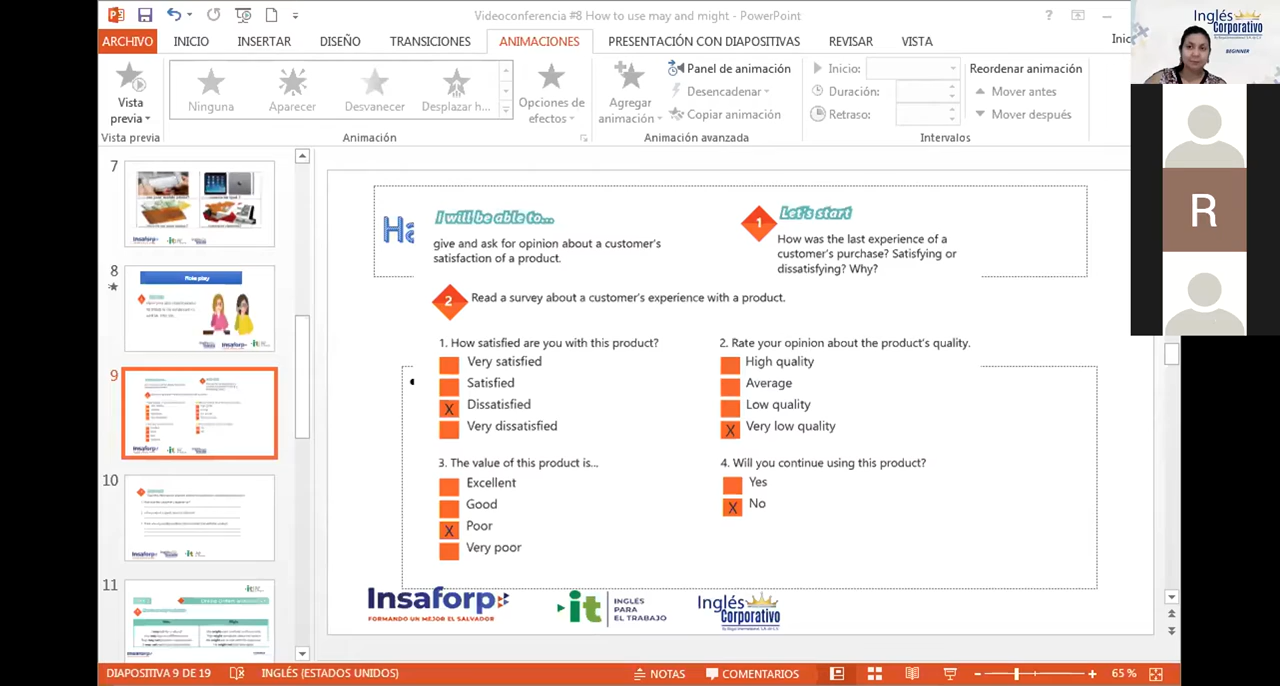 Videoconferencia #8 How to use may and might - PowerPoint
ARCHIVO INICIO INSERTAR DISEÑO TRANSICIONES ANIMACIONES PRESENTACIÓN CON DIAPOSITIVAS REVISAR VISTA Inic
Vista previa
Ninguna Aparecer Desvanecer Desplazar h...
Opciones de efectos
Agregar animación
Panel de animación
Desencadenar
Copiar animación
Inicio:
Duración:
Retraso:
Reordenar animación
Mover antes
Mover después
Vista previa Animación Animación avanzada Intervalos
Inglés
Corporativo
BEGINNER
R
7
8
Role play
9
10
11
Ha
I will be able to...
give and ask for opinion about a customer's
satisfaction of a product.
1 Let's start
How was the last experience of a
customer's purchase? Satisfying or
dissatisfying? Why?
2 Read a survey about a customer's experience with a product.
1. How satisfied are you with this product?
Very satisfied
Satisfied
X Dissatisfied
Very dissatisfied
2. Rate your opinion about the product's quality.
High quality
Average
Low quality
X Very low quality
3. The value of this product is...
Excellent
Good
X Poor
Very poor
4. Will you continue using this product?
Yes
X No
Insaforp
FORMANDO UN MEJOR EL SALVADOR
it INGLÉS
PARA
EL TRABAJO
Inglés
Corporativo
DIAPOSITIVA 9 DE 19 INGLÉS (ESTADOS UNIDOS) NOTAS COMENTARIOS 65 %